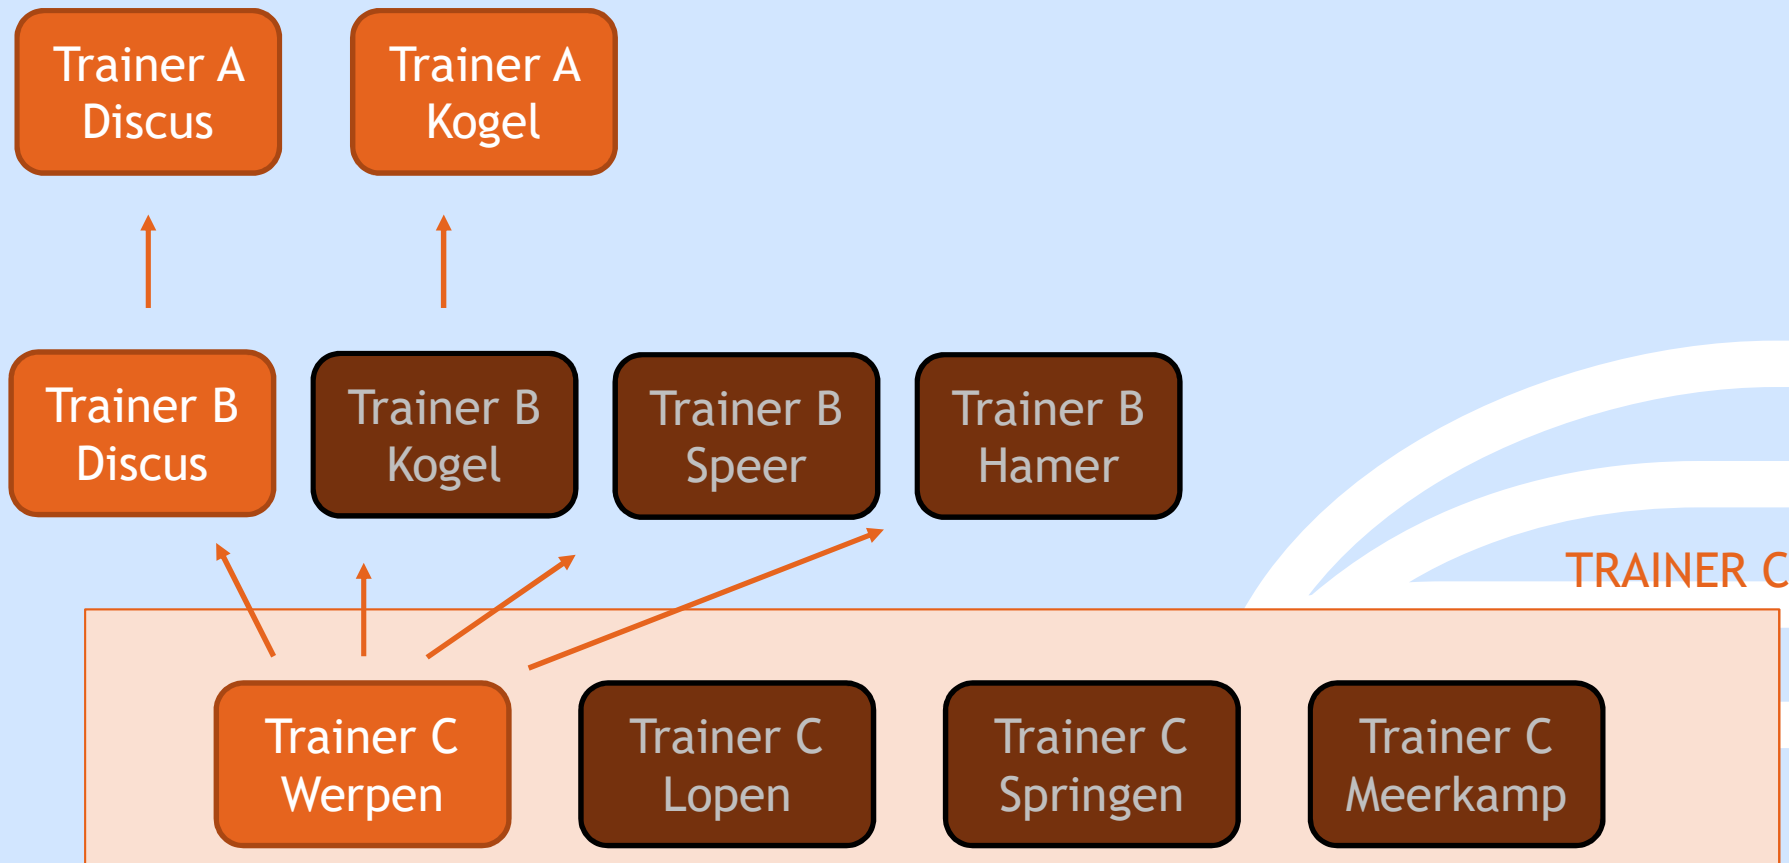 Trainer A
Discus
Trainer A
Kogel
Trainer B
Discus
Trainer B
Kogel
Trainer B
Speer
Trainer B
Hamer
TRAINER C
Trainer C
Werpen
Trainer C
Lopen
Trainer C
Springen
Trainer C
Meerkamp